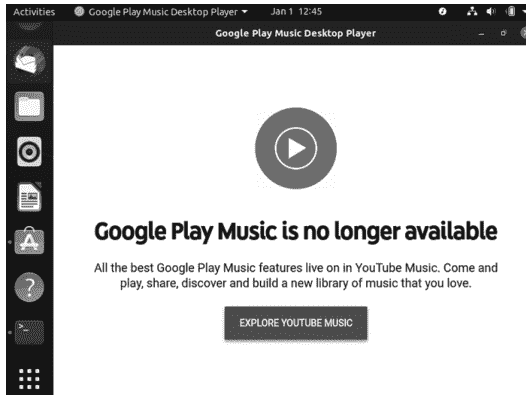 Activities Google Play Music Desktop Player Jan 1 12:45
Google Play Music Desktop Player
Google Play Music is no longer available
All the best Google Play Music features live on in YouTube Music. Come and
play, share, discover and build a new library of music that you love.
EXPLORE YOUTUBE MUSIC